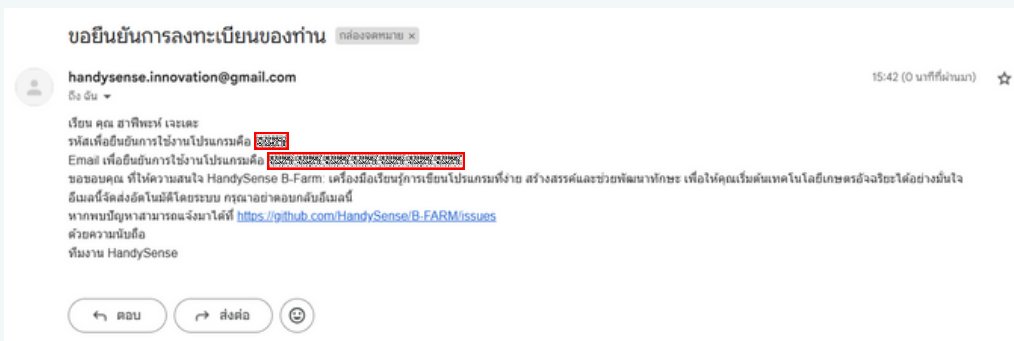 ขอยืนยันการลงทะเบียนของท่าน กล่องจดหมาย ×
handysense.innovation@gmail.com 15:42 (0 นาทีที่ผ่านมา)
ถึง ฉัน
เรียน คุณ ฮาฟีพะห์ เจะเตะ
รหัสเพื่อยืนยันการใช้งานโปรแกรมคือ
Email เพื่อยืนยันการใช้งานโปรแกรมคือ
ขอขอบคุณ ที่ให้ความสนใจ HandySense B-Farm: เครื่องมือเรียนรู้การเขียนโปรแกรมที่ง่าย สร้างสรรค์และช่วยพัฒนาทักษะ เพื่อให้คุณเริ่มต้นเทคโนโลยีเกษตรอัจฉริยะได้อย่างมั่นใจ
อีเมลนี้จัดส่งอัตโนมัติโดยระบบ กรุณาอย่าตอบกลับอีเมลนี้
หากพบปัญหาสามารถแจ้งมาได้ที่ https://github.com/HandySense/B-FARM/issues
ด้วยความนับถือ
ทีมงาน HandySense
ตอบ ส่งต่อ